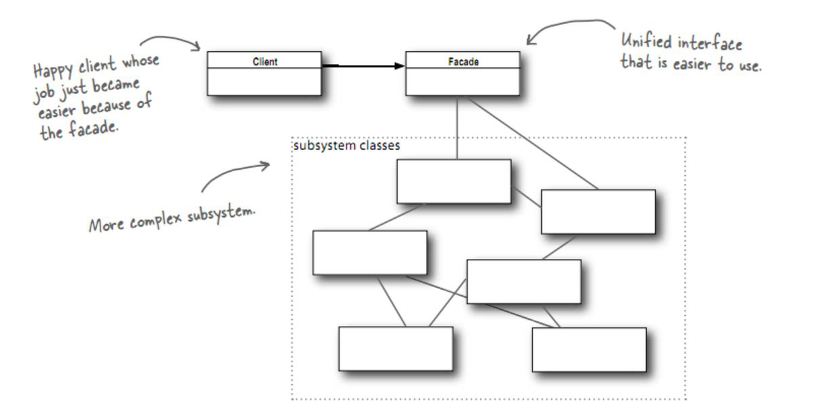 Happy client whose
job just became
easier because of
the facade.
Client
Facade
Unified interface
that is easier to use.
subsystem classes
More complex subsystem.